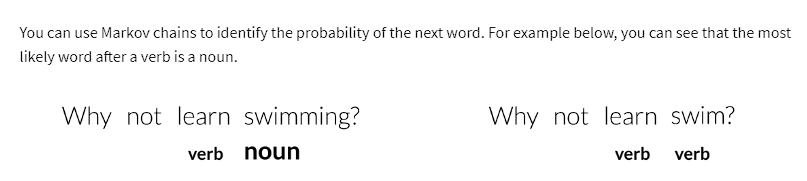 You can use Markov chains to identify the probability of the next word. For example below, you can see that the most
likely word after a verb is a noun.
Why not learn swimming?
verb noun
Why not learn swim?
verb verb